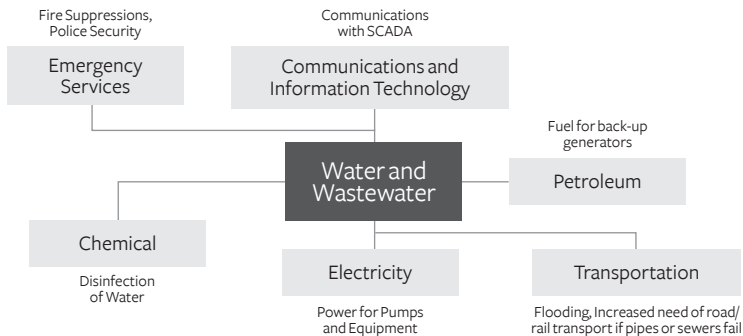 Fire Suppressions,
Police Security
Emergency
Services
Communications
with SCADA
Communications and
Information Technology
Water and
Wastewater
Fuel for back-up
generators
Petroleum
Chemical
Disinfection
of Water
Electricity
Power for Pumps
and Equipment
Transportation
Flooding, Increased need of road/
rail transport if pipes or sewers fail